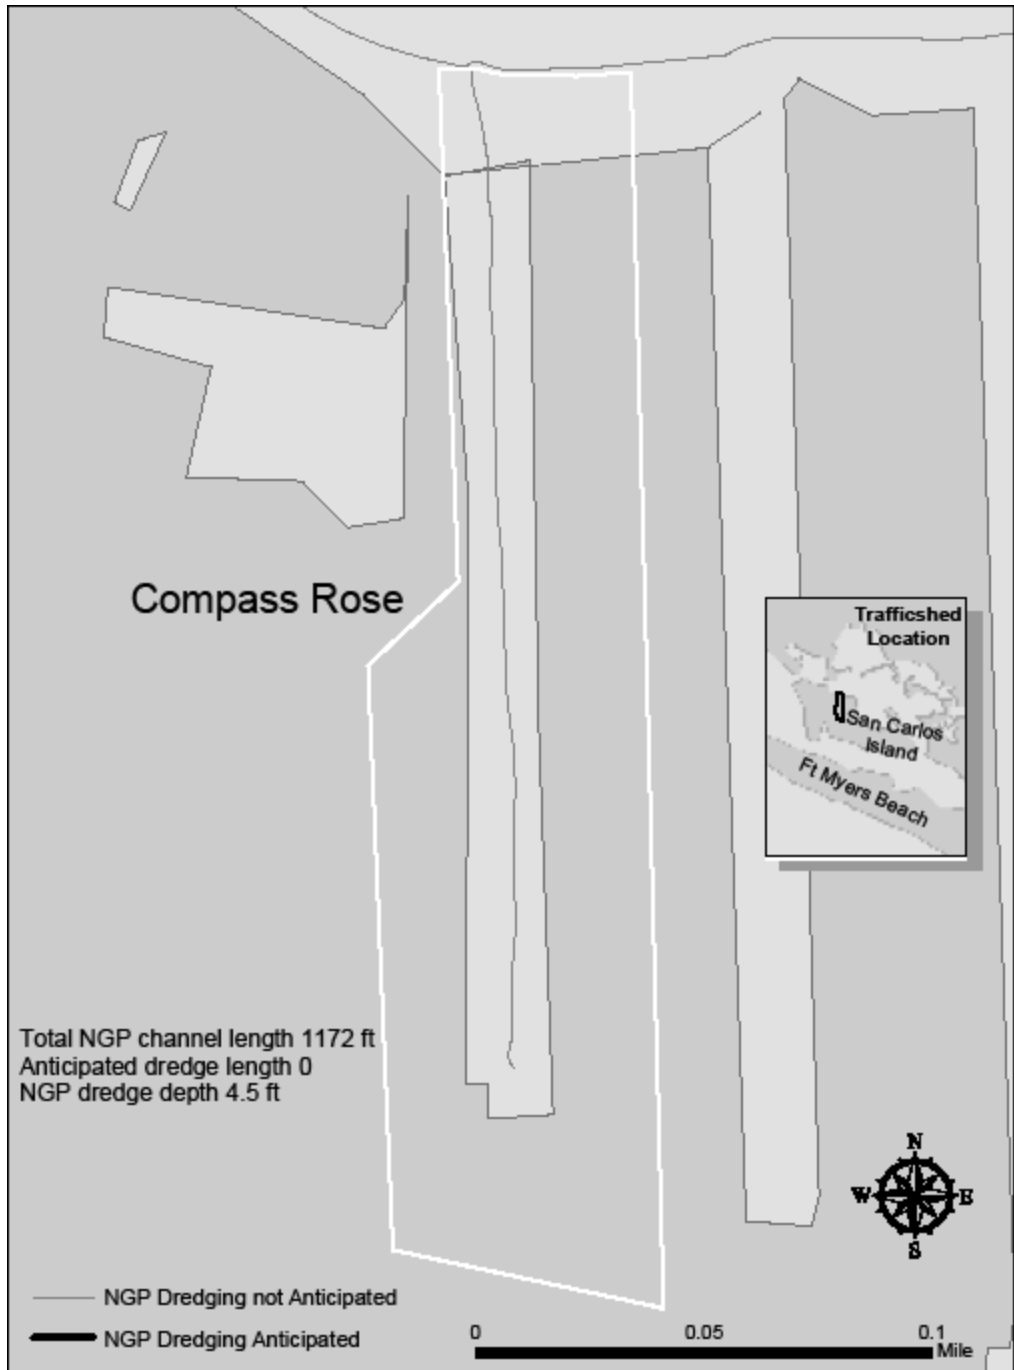 Compass Rose
Trafficshed
Location
San Carlos
Island
Ft Myers Beach
Total NGP channel length 1172 ft
Anticipated dredge length 0
NGP dredge depth 4.5 ft
N
W E
S
NGP Dredging not Anticipated
NGP Dredging Anticipated
0 0.05 0.1
Mile